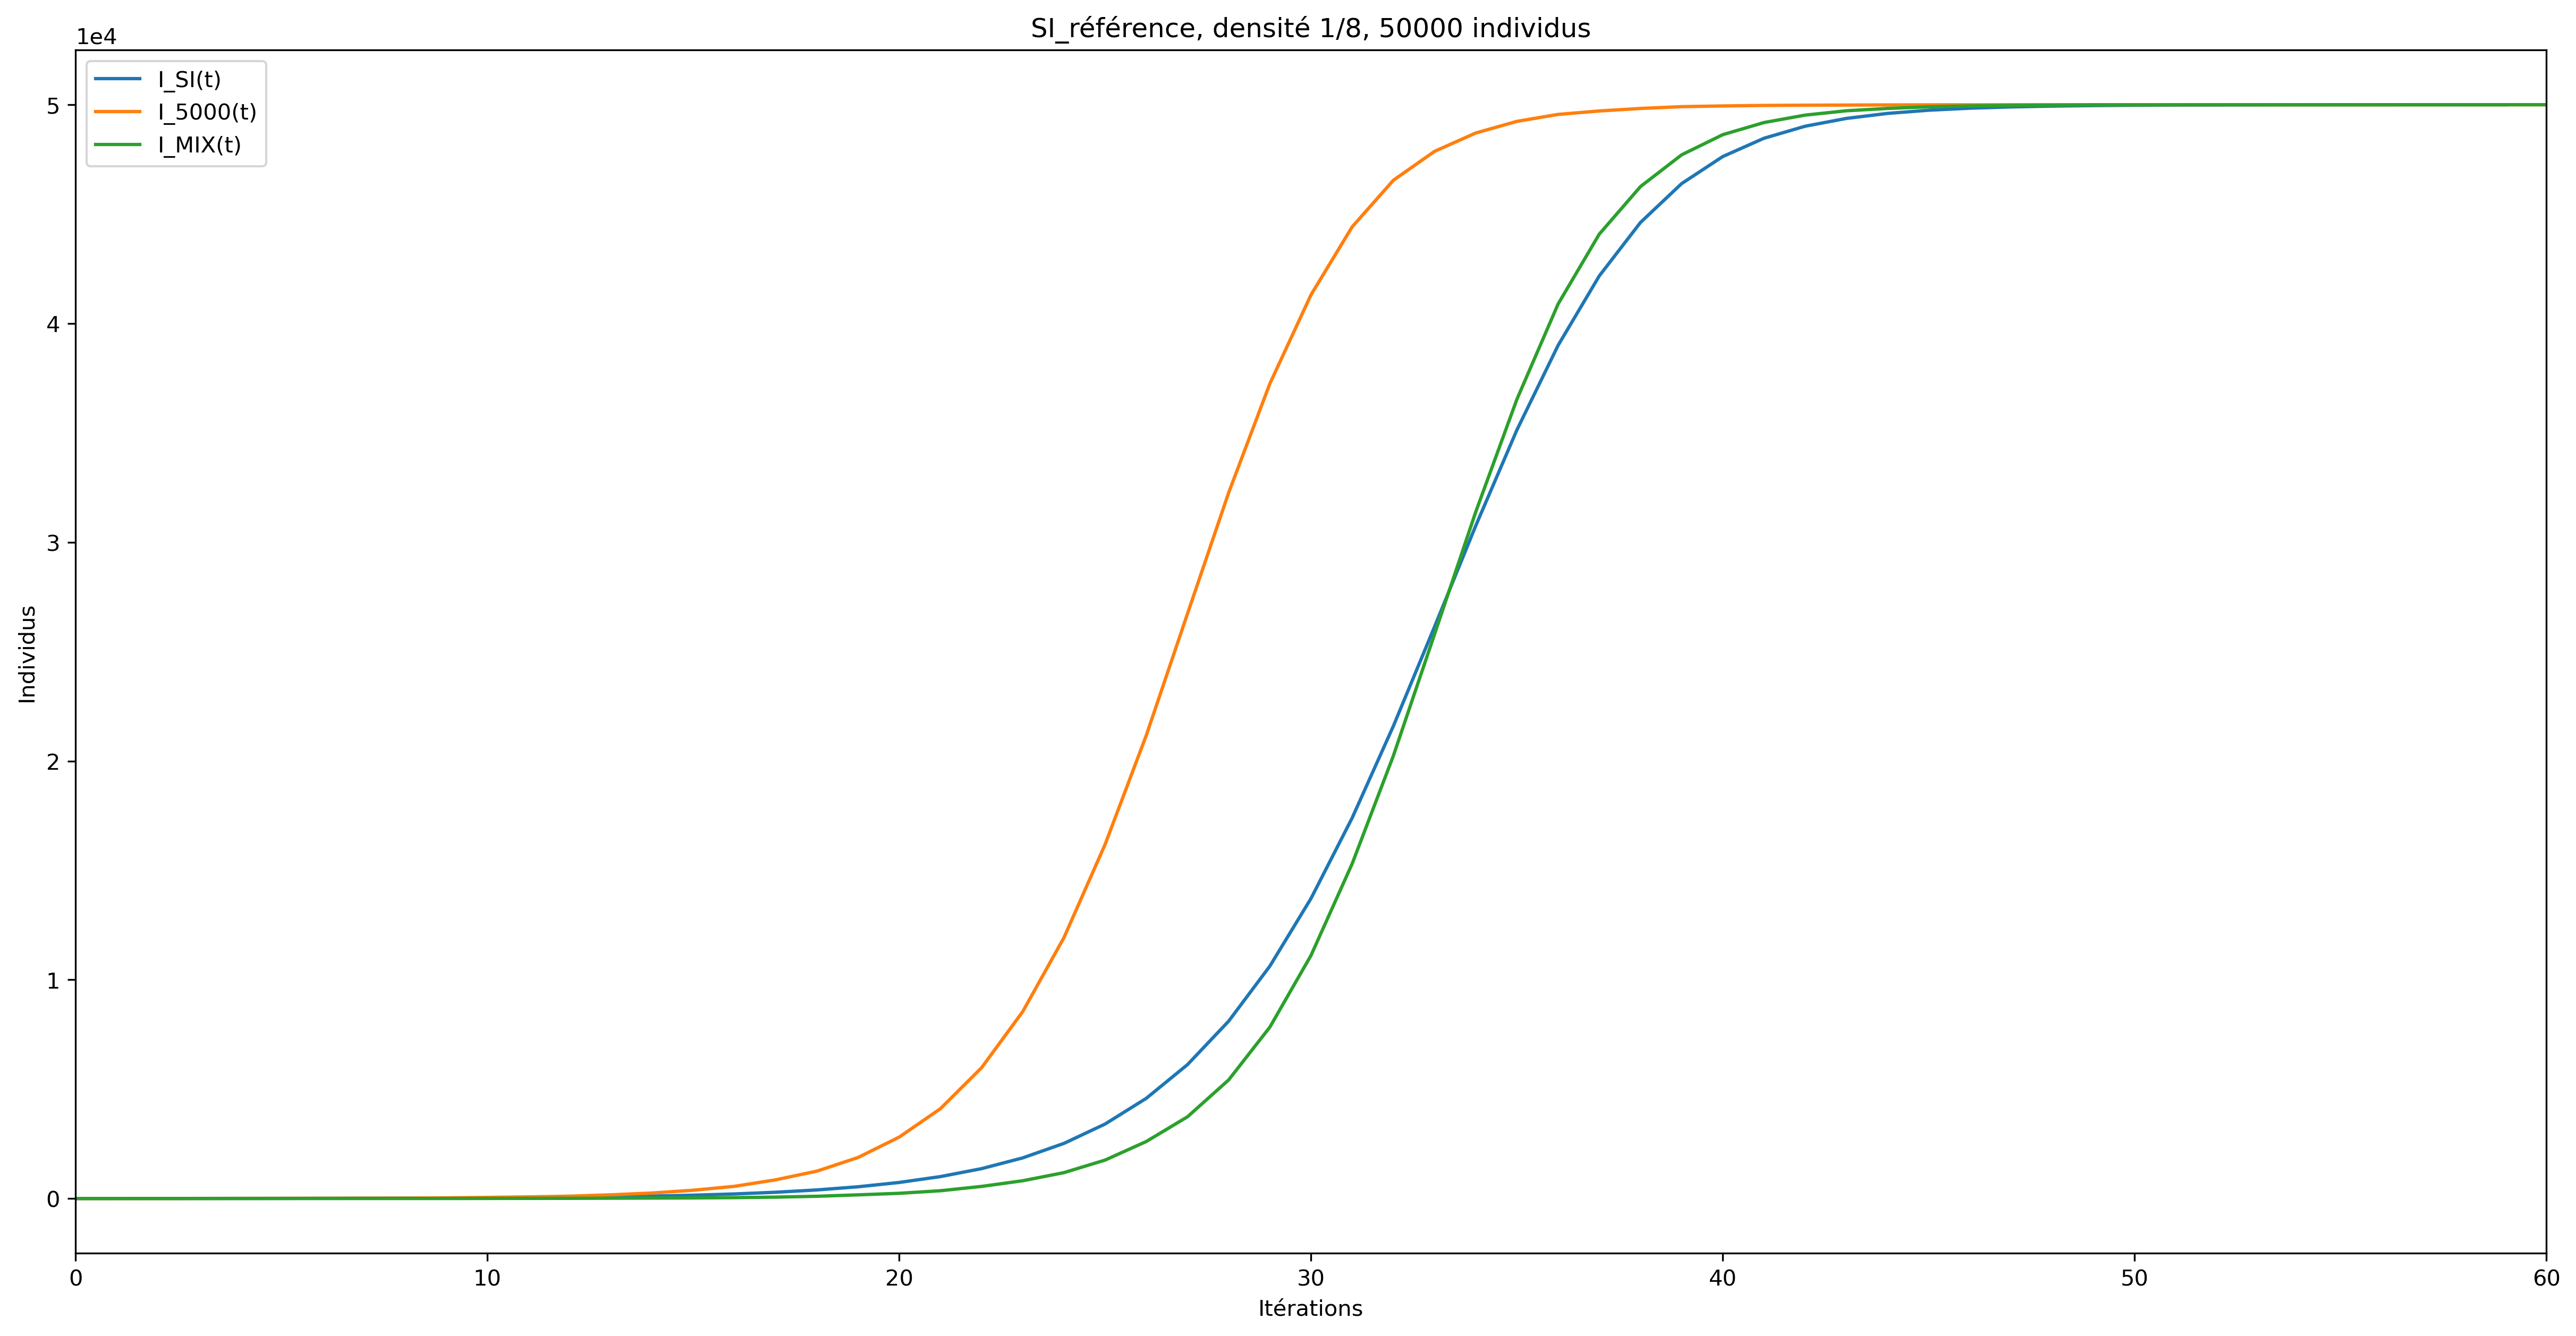 SI_référence, densité 1/8, 50000 individus
1e4
I_SI(t)
I_5000(t)
I_MIX(t)
5
4
3
2
1
0
Individus
0 10 20 30 40 50 60
Itérations